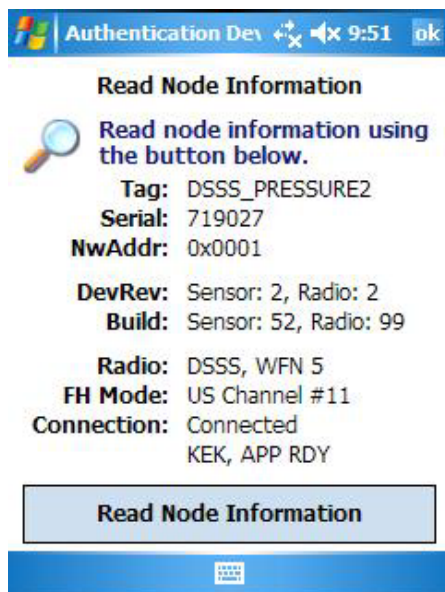 Authentica tion Dev 9:51 ok
Read Node Information
Read node information using
the button below.
Tag: DSSS_PRESSURE2
Serial: 719027
NwAddr: 0x0001
DevRev: Sensor: 2, Radio: 2
Build: Sensor: 52, Radio: 99
Radio: DSSS, WFN 5
FH Mode: US Channel #11
Connection: Connected
KEK, APP RDY
Read Node Information